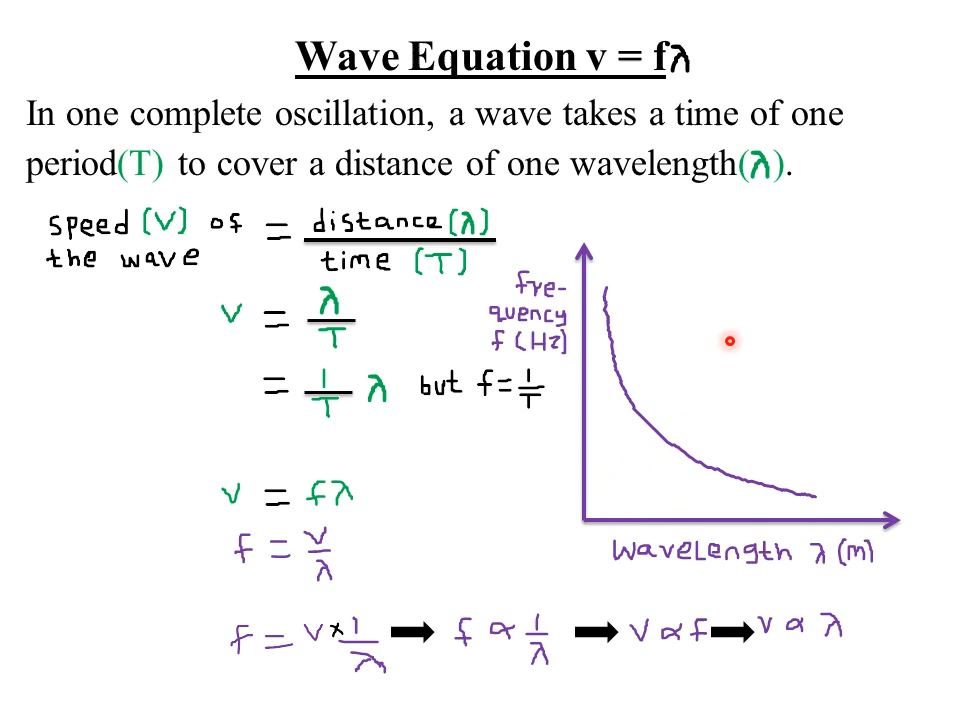 Wave Equation v = fλ
In one complete oscillation, a wave takes a time of one
period(T) to cover a distance of one wavelength(λ).
speed (V) of the wave = distance (λ) / time (T)
v = λ / T
= 1/T λ but f = 1/T
v = fλ
f = v/λ
f = v × 1/λ ➡ f ∝ 1/λ ➡ V ∝ f ➡ v ∝ λ
fre-
quency
f (Hz)
Wavelength λ (m)